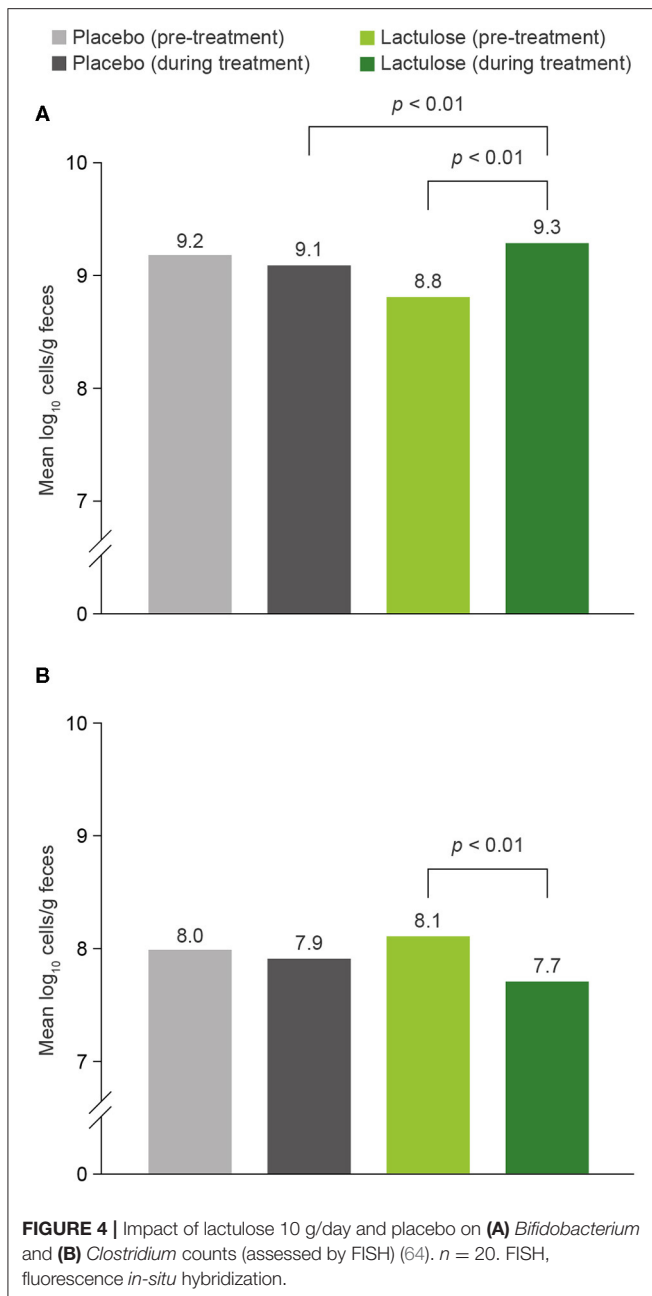 Placebo (pre-treatment) Lactulose (pre-treatment)
Placebo (during treatment) Lactulose (during treatment)
A
p < 0.01
p < 0.01
10
9
8
7
0
Mean log₁₀ cells/g feces
9.2
9.1
8.8
9.3
B
p < 0.01
10
9
8
7
0
Mean log₁₀ cells/g feces
8.0
7.9
8.1
7.7
FIGURE 4 | Impact of lactulose 10 g/day and placebo on (A) Bifidobacterium
and (B) Clostridium counts (assessed by FISH) (64). n = 20. FISH,
fluorescence in-situ hybridization.